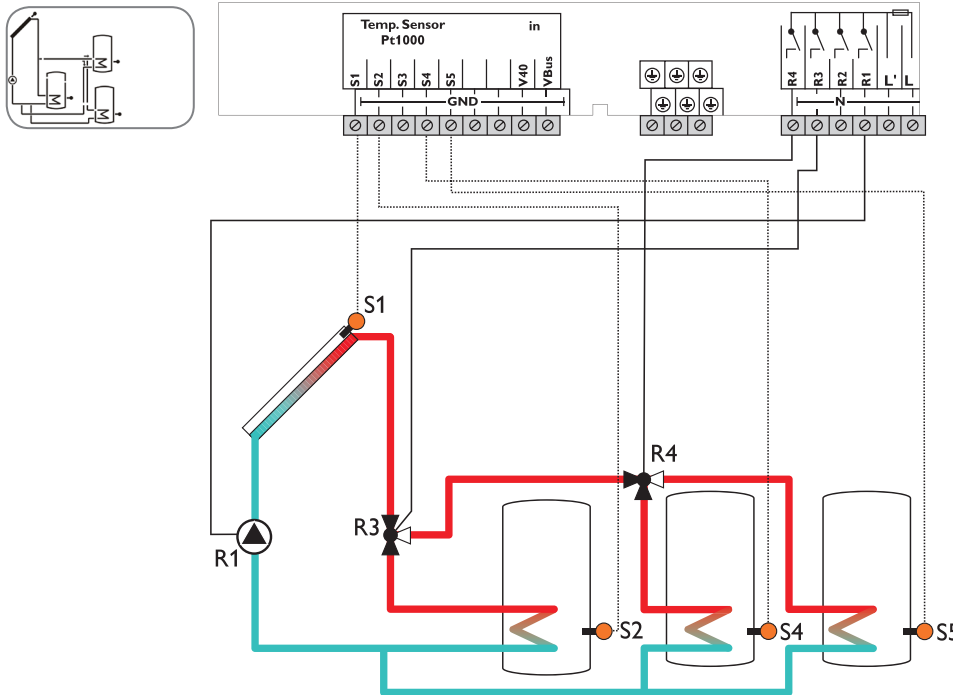 Temp. Sensor in
Pt1000
S1 S2 S3 S4 S5 V40 VBus
GND
R4 R3 R2 R1 L' L
N
S1
R4
R3
R1
S2
S4
S5